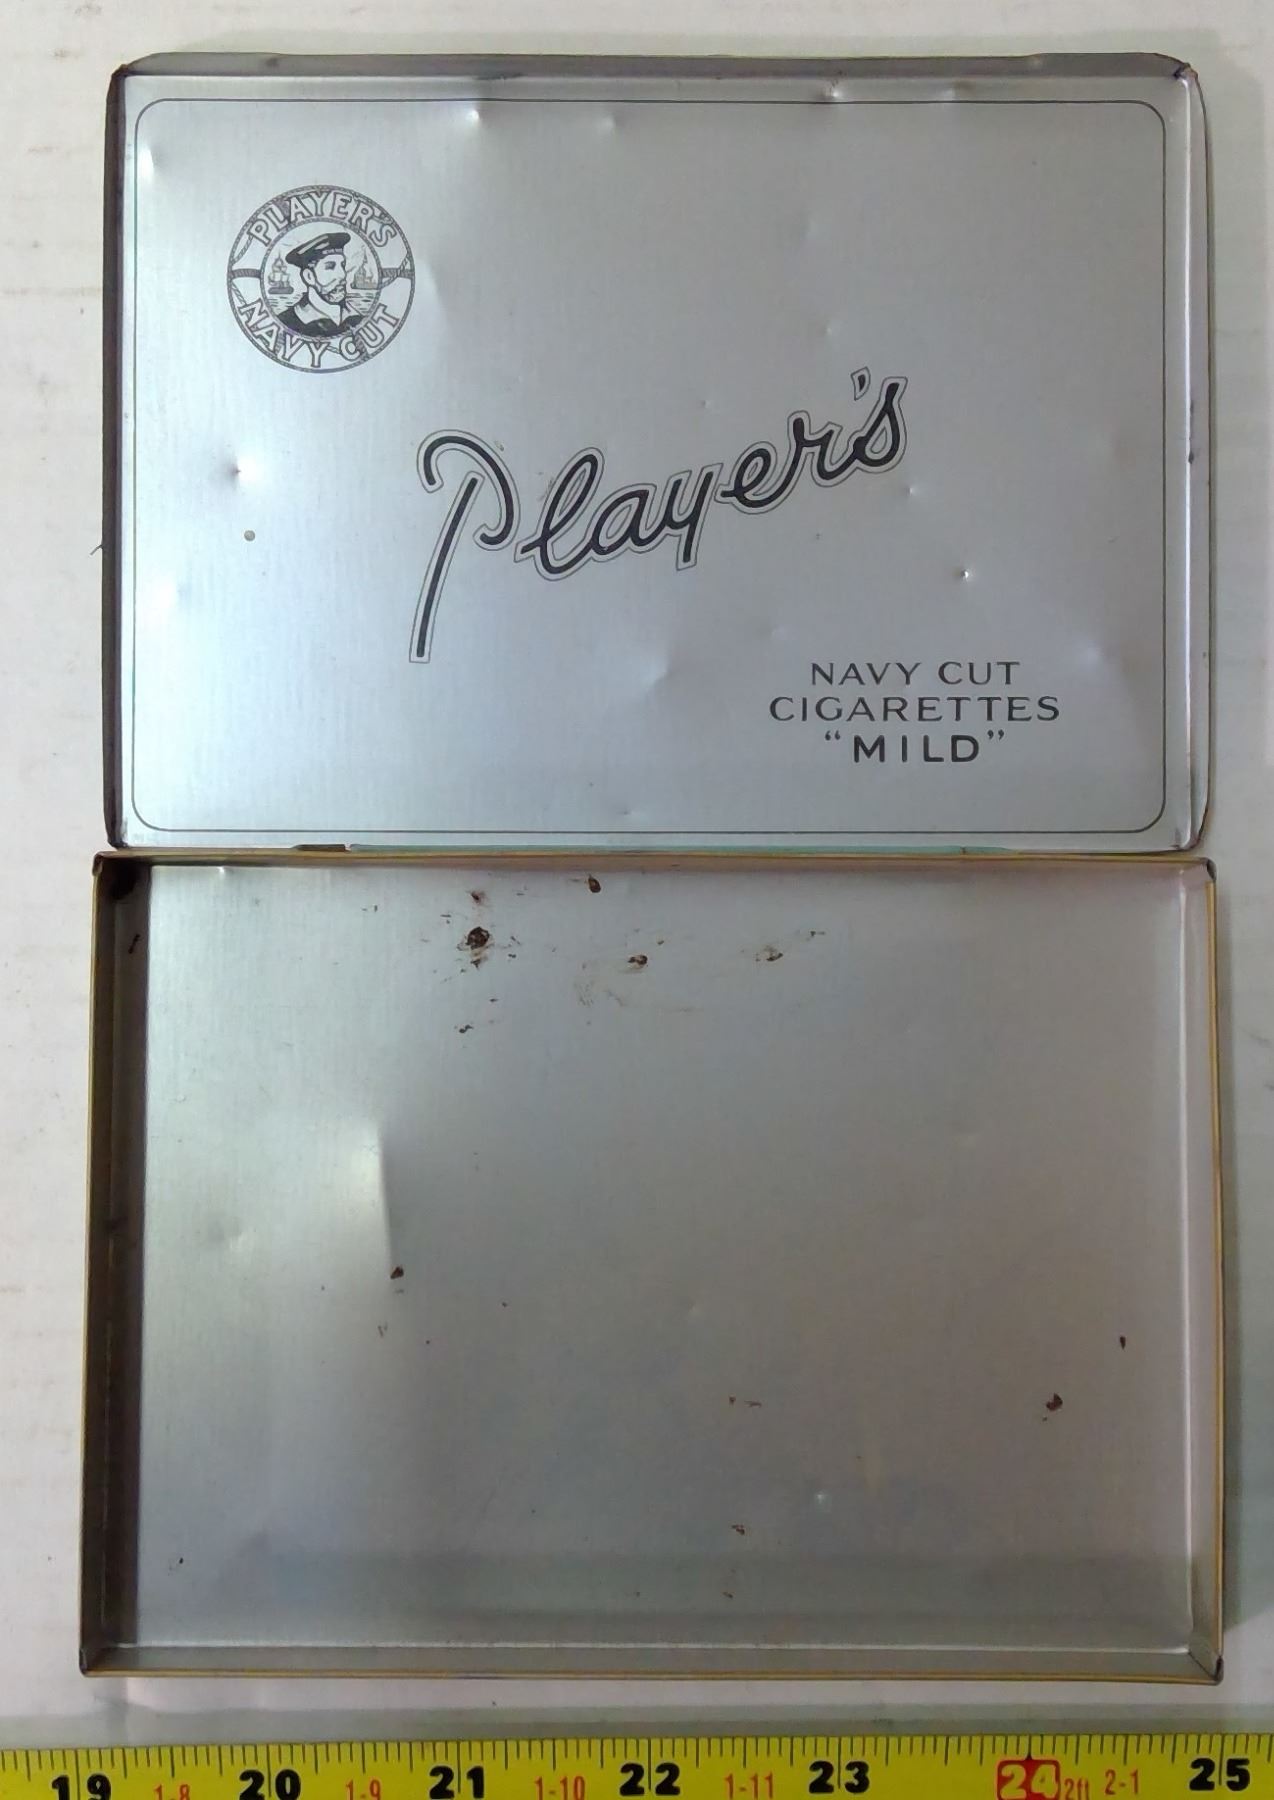 PLAYER'S
NAVY CUT
Player's
NAVY CUT
CIGARETTES
“MILD”
19 1-8 20 1-9 21 1-10 22 1-11 23 24 2ft 2-1 25